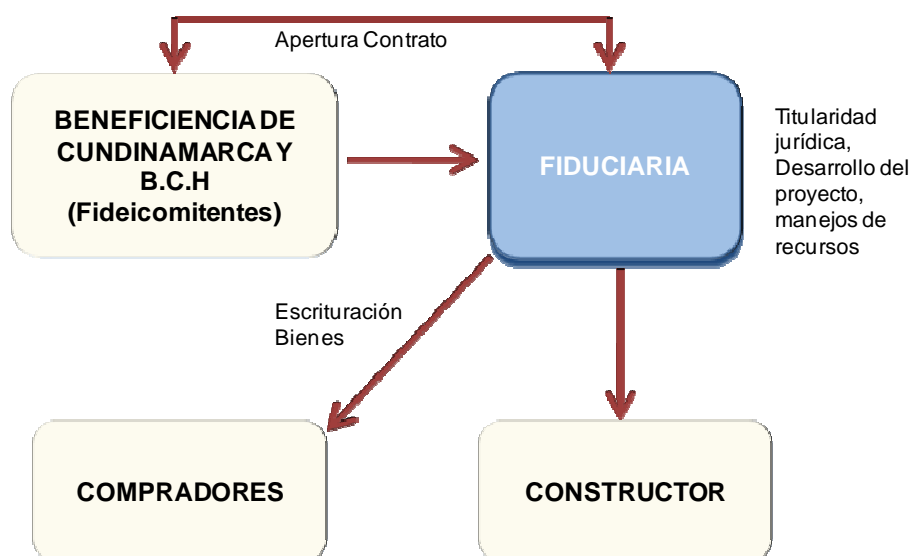 Apertura Contrato
BENEFICIENCIA DE
CUNDINAMARCA Y
B.C.H
(Fideicomitentes)
FIDUCIARIA
Titularidad
jurídica,
Desarrollo del
proyecto,
manejos de
recursos
Escrituración
Bienes
COMPRADORES
CONSTRUCTOR